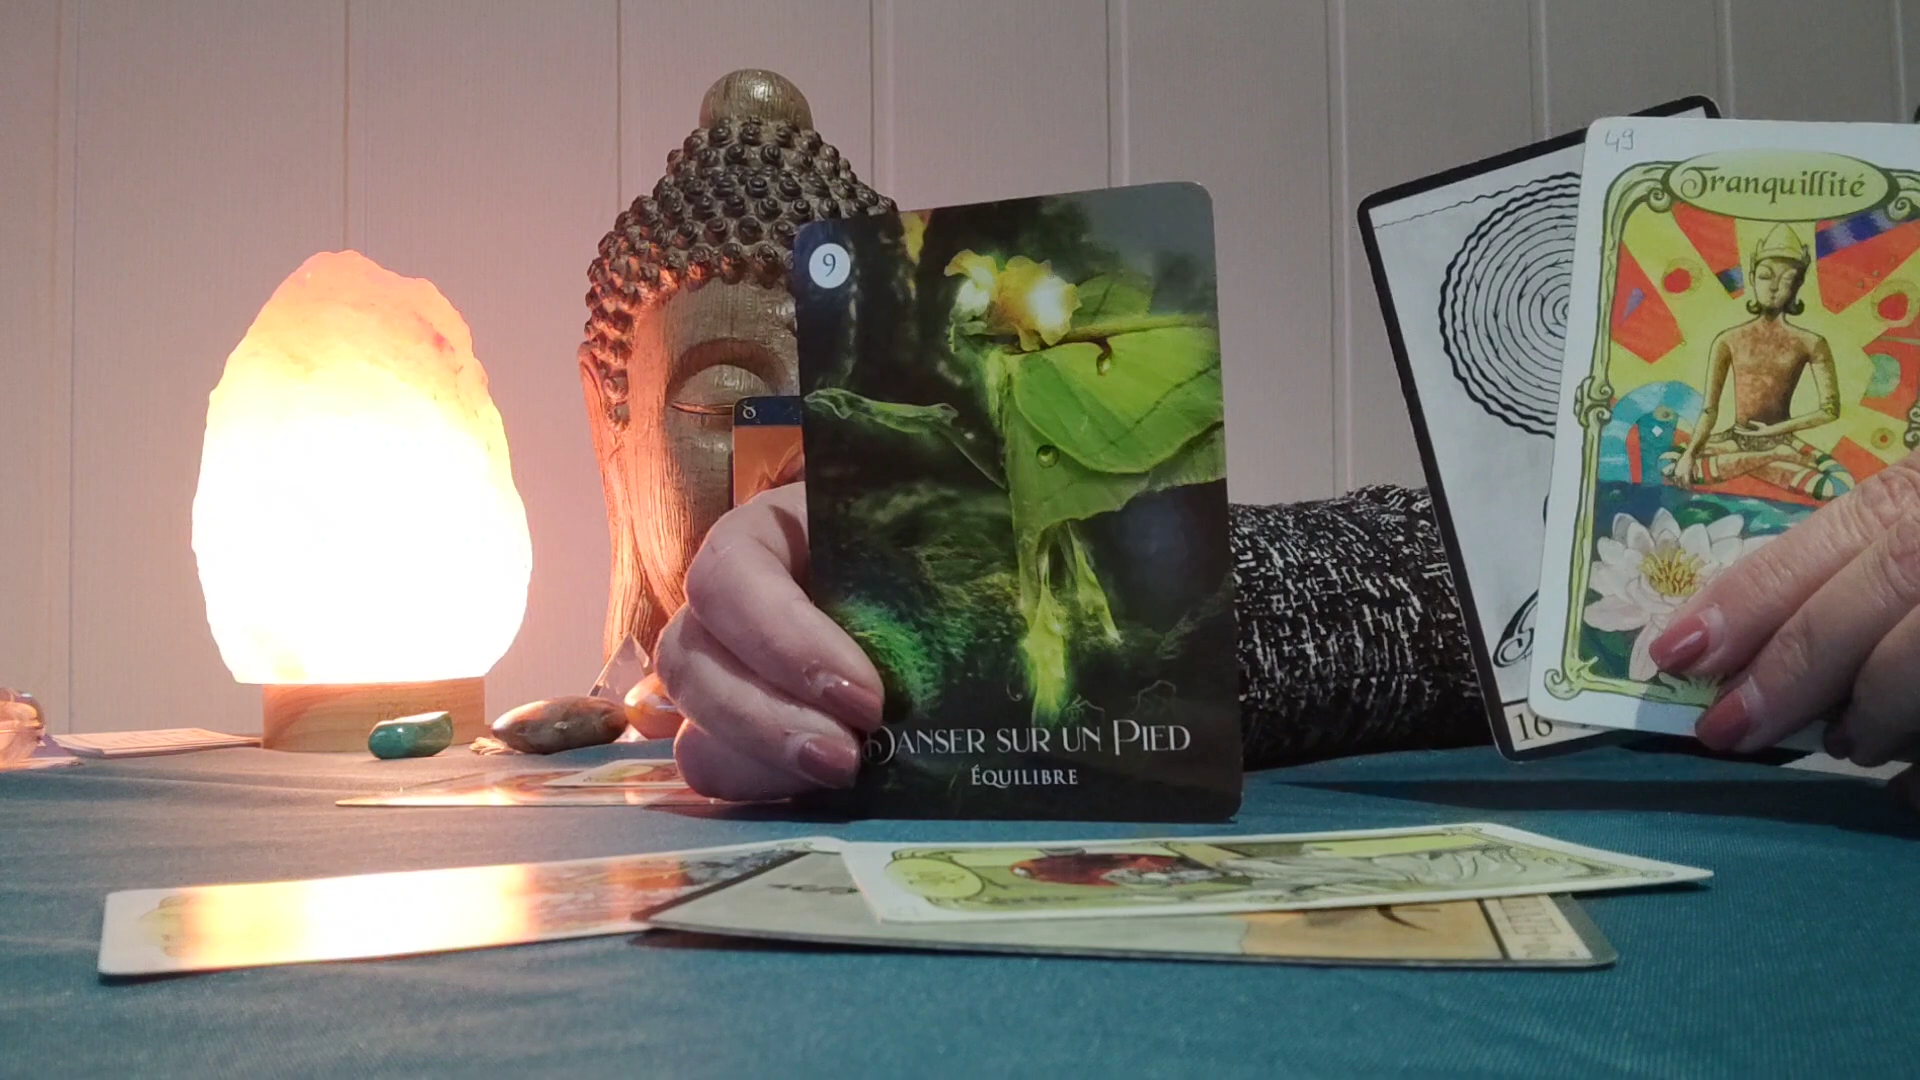 9
DANSER SUR UN PIED
ÉQUILIBRE
49
Tranquillité
16